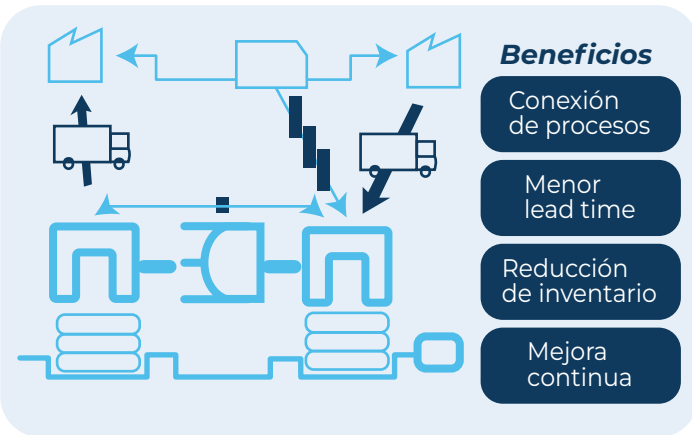 Beneficios
Conexión
de procesos
Menor
lead time
Reducción
de inventario
Mejora
continua